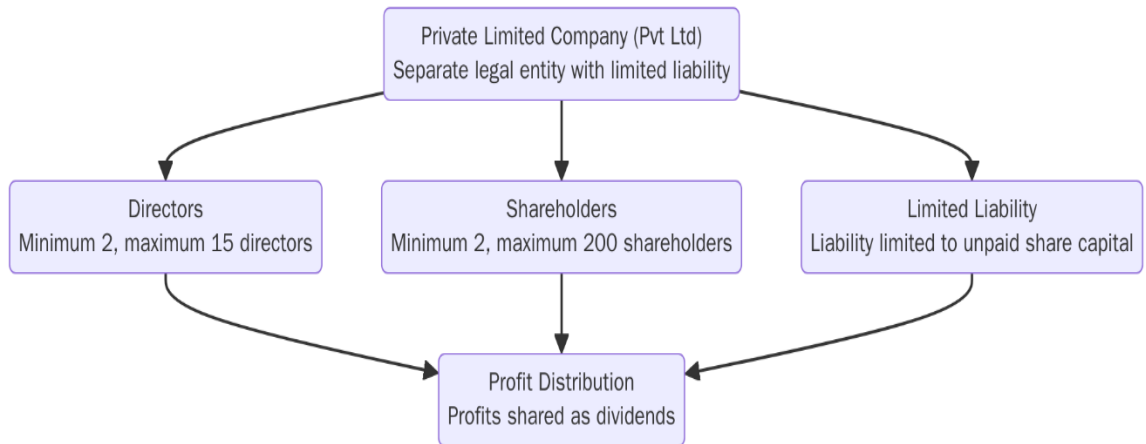 Private Limited Company (Pvt Ltd)
Separate legal entity with limited liability
Directors
Minimum 2, maximum 15 directors
Shareholders
Minimum 2, maximum 200 shareholders
Limited Liability
Liability limited to unpaid share capital
Profit Distribution
Profits shared as dividends